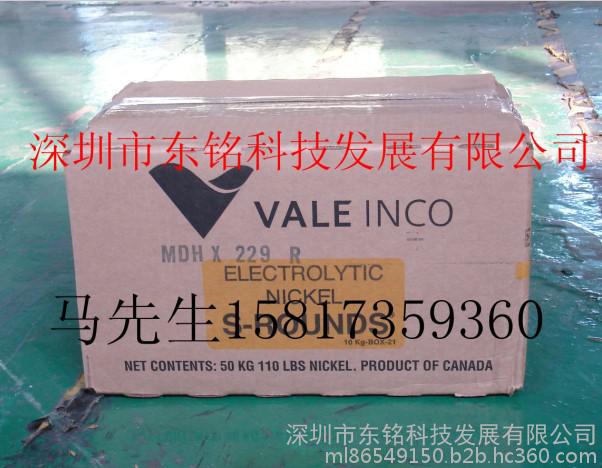 深圳市东铭科技发展有限公司
VALE INCO
MDH X 229 R
ELECTROLYTIC
NICKEL
马先生15817359360
S-ROUNDS
10 Kg-BOX-21
NET CONTENTS: 50 KG 110 LBS NICKEL. PRODUCT OF CANADA
深圳市东铭科技发展有限公司
ml86549150.b2b.hc360.com